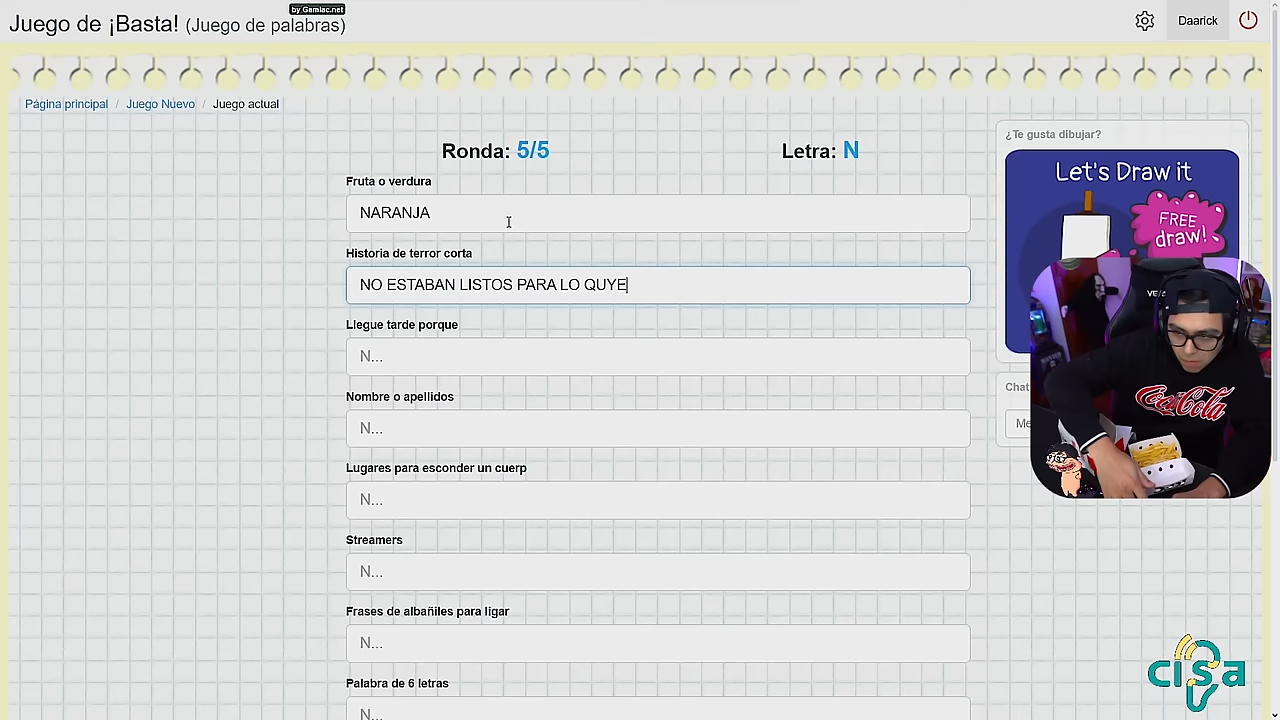 Juego de ¡Basta! (Juego de palabras)
by Gamiac.net
Daarick
Página principal / Juego Nuevo / Juego actual
Ronda: 5/5
Letra: N
Fruta o verdura
NARANJA
Historia de terror corta
NO ESTABAN LISTOS PARA LO QUYE
Llegue tarde porque
N...
Nombre o apellidos
N...
Lugares para esconder un cuerp
N...
Streamers
N...
Frases de albañiles para ligar
N...
Palabra de 6 letras
N...
¿Te gusta dibujar?
Let's Draw it
FREE
draw!
Chat
Me
Coca-Cola
cisa